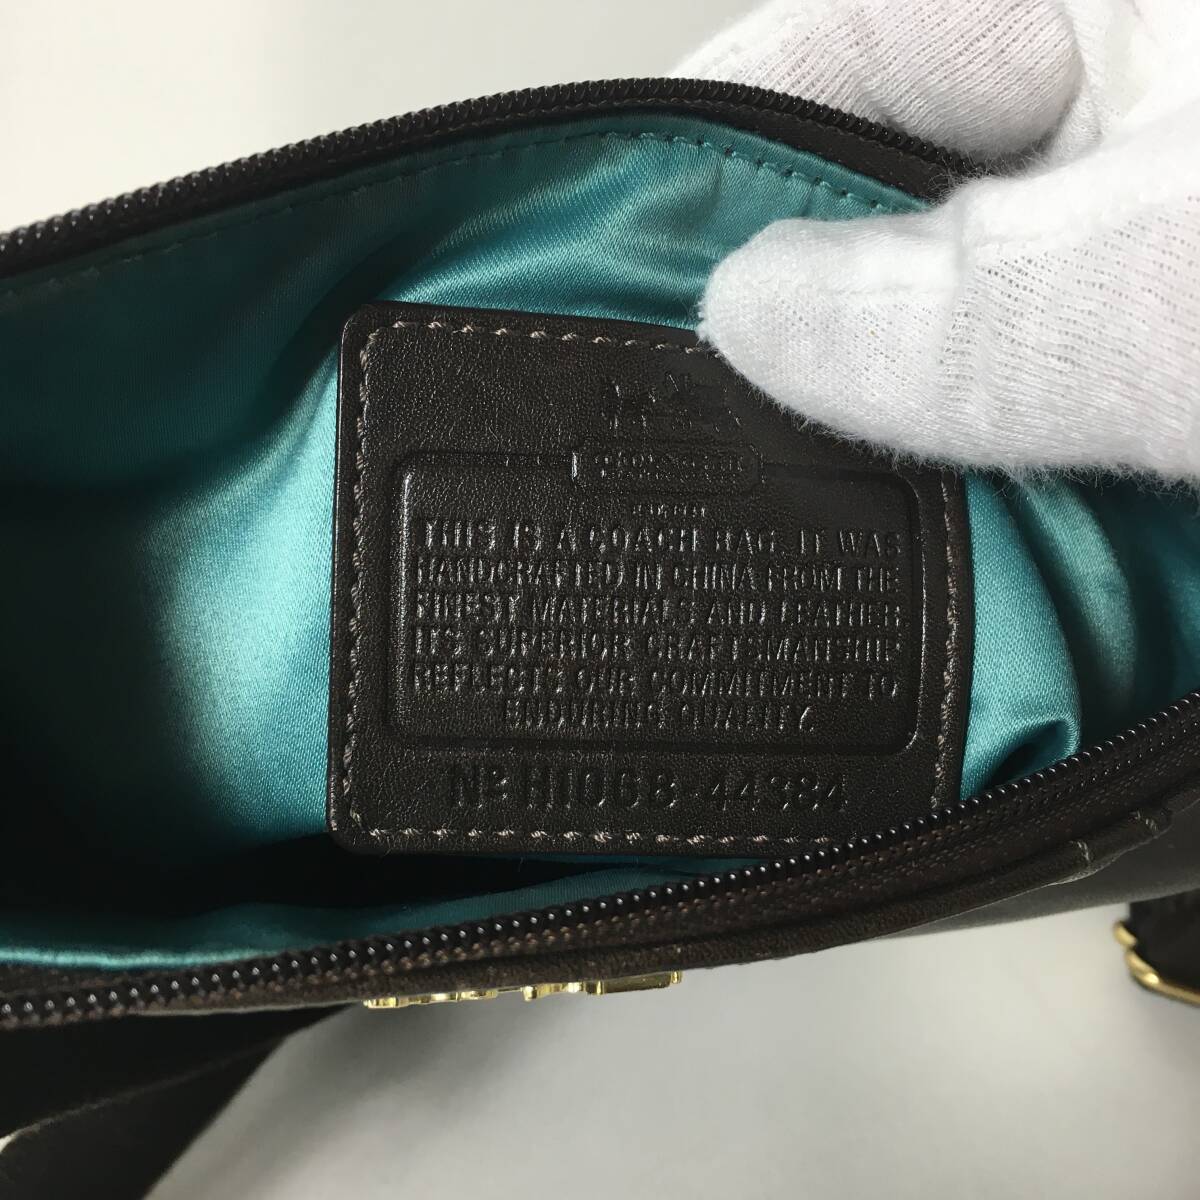 THIS IS A COACH BAG. IT WAS
HANDCRAFTED IN CHINA FROM THE
FINEST MATERIALS AND LEATHER
ITS SUPERIOR CRAFTSMANSHIP
REFLECTS OUR COMMITMENT TO
ENDURING QUALITY.
Nº H1068-44384